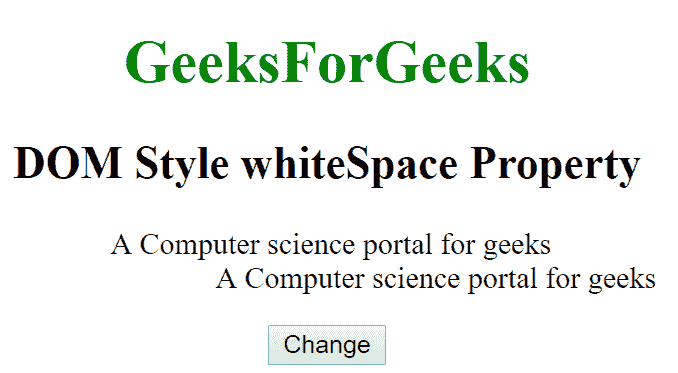 GeeksForGeeks
DOM Style whiteSpace Property
A Computer science portal for geeks
A Computer science portal for geeks
Change